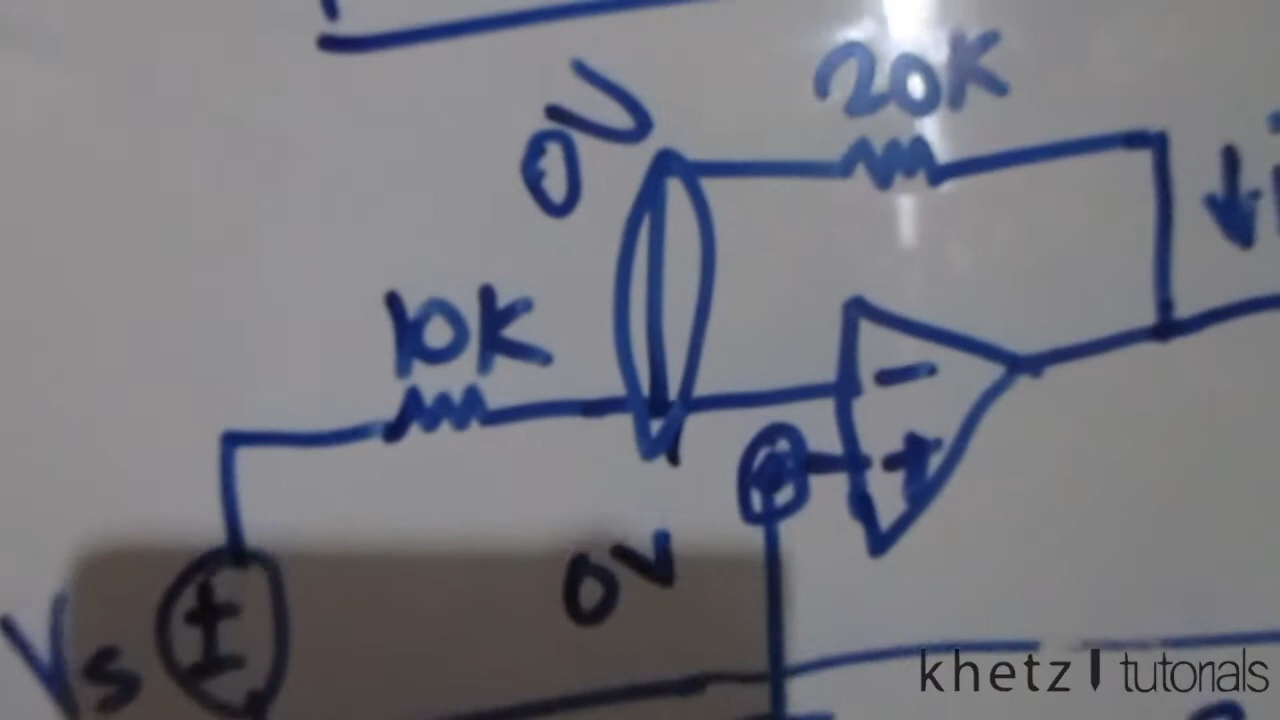 20K
0V
10K
-
+
0V
Vs
+
-
khetz tutorials